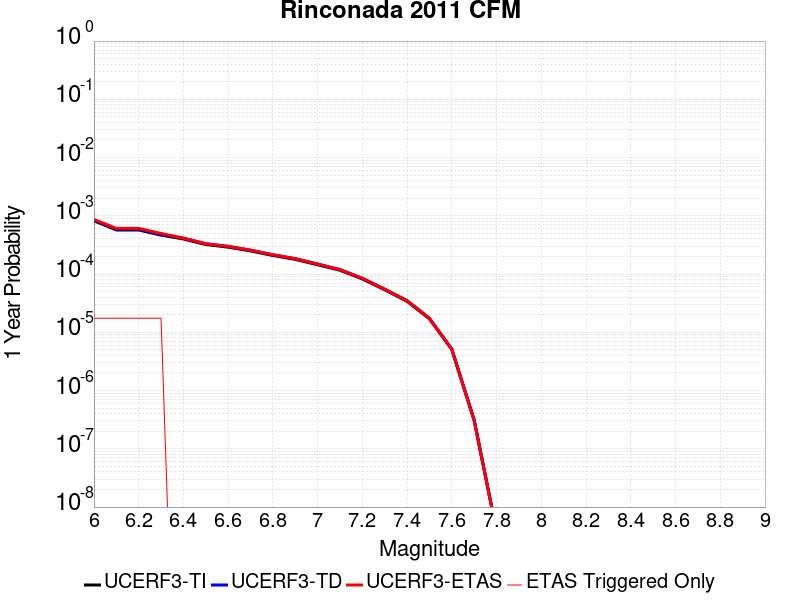 Rinconada 2011 CFM
10^0
10^-1
10^-2
10^-3
10^-4
10^-5
10^-6
10^-7
10^-8
1 Year Probability
6 6.2 6.4 6.6 6.8 7 7.2 7.4 7.6 7.8 8 8.2 8.4 8.6 8.8 9
Magnitude
UCERF3-TI UCERF3-TD UCERF3-ETAS ETAS Triggered Only